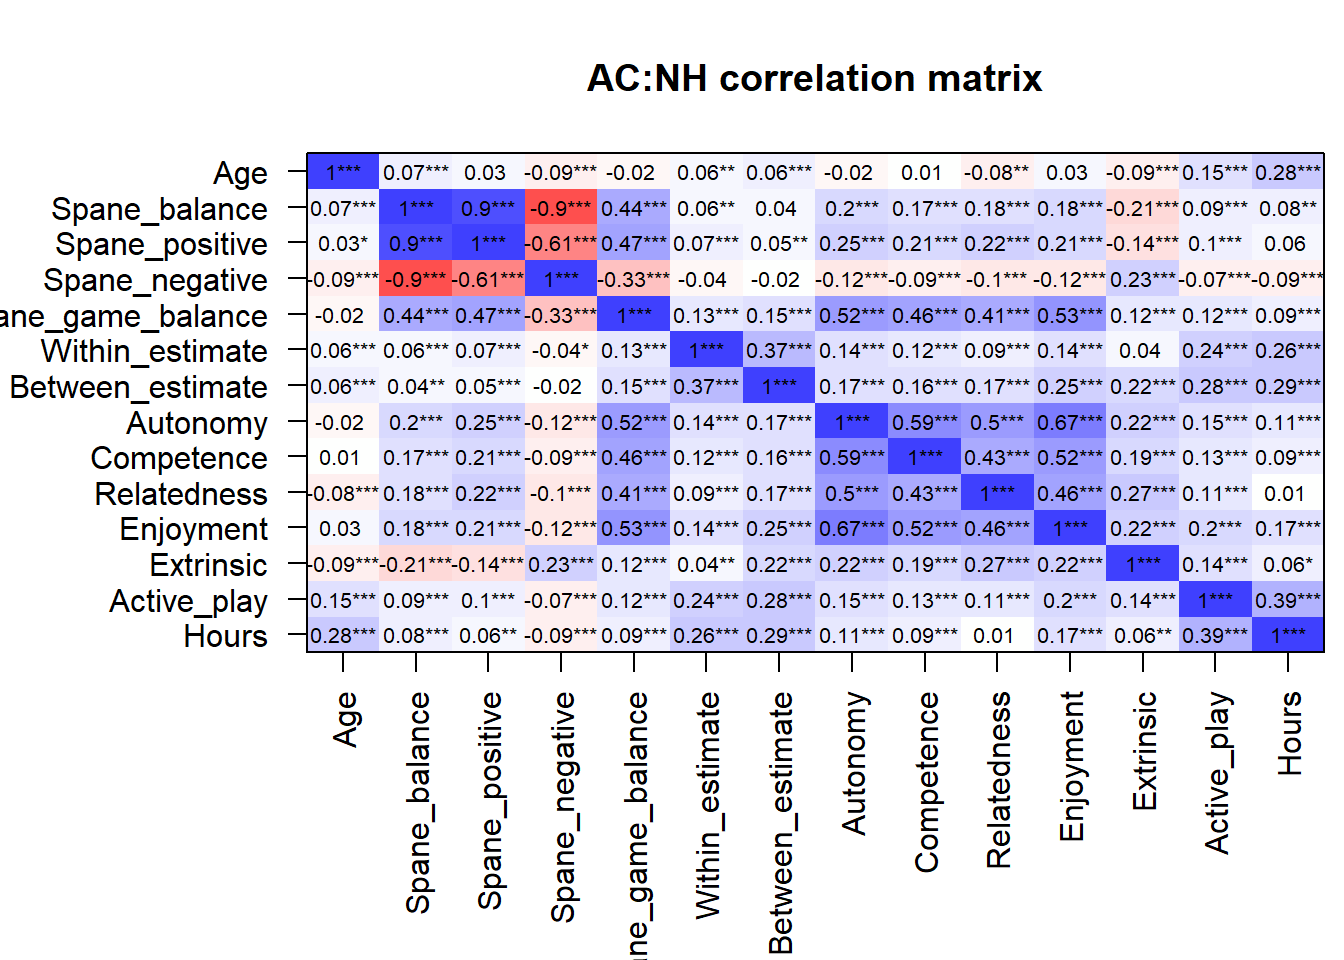 AC:NH correlation matrix
Age 1*** 0.07*** 0.03 -0.09*** -0.02 0.06** 0.06*** -0.02 0.01 -0.08** 0.03 -0.09*** 0.15*** 0.28***
Spane_balance 0.07*** 1*** 0.9*** -0.9*** 0.44*** 0.06** 0.04 0.2*** 0.17*** 0.18*** 0.18*** -0.21*** 0.09*** 0.08**
Spane_positive 0.03* 0.9*** 1*** -0.61*** 0.47*** 0.07*** 0.05** 0.25*** 0.21*** 0.22*** 0.21*** -0.14*** 0.1*** 0.06
Spane_negative -0.09*** -0.9*** -0.61*** 1*** -0.33*** -0.04 -0.02 -0.12*** -0.09*** -0.1*** -0.12*** 0.23*** -0.07*** -0.09***
ane_game_balance -0.02 0.44*** 0.47*** -0.33*** 1*** 0.13*** 0.15*** 0.52*** 0.46*** 0.41*** 0.53*** 0.12*** 0.12*** 0.09***
Within_estimate 0.06*** 0.06*** 0.07*** -0.04* 0.13*** 1*** 0.37*** 0.14*** 0.12*** 0.09*** 0.14*** 0.04 0.24*** 0.26***
Between_estimate 0.06*** 0.04** 0.05*** -0.02 0.15*** 0.37*** 1*** 0.17*** 0.16*** 0.17*** 0.25*** 0.22*** 0.28*** 0.29***
Autonomy -0.02 0.2*** 0.25*** -0.12*** 0.52*** 0.14*** 0.17*** 1*** 0.59*** 0.5*** 0.67*** 0.22*** 0.15*** 0.11***
Competence 0.01 0.17*** 0.21*** -0.09*** 0.46*** 0.12*** 0.16*** 0.59*** 1*** 0.43*** 0.52*** 0.19*** 0.13*** 0.09***
Relatedness -0.08*** 0.18*** 0.22*** -0.1*** 0.41*** 0.09*** 0.17*** 0.5*** 0.43*** 1*** 0.46*** 0.27*** 0.11*** 0.01
Enjoyment 0.03 0.18*** 0.21*** -0.12*** 0.53*** 0.14*** 0.25*** 0.67*** 0.52*** 0.46*** 1*** 0.22*** 0.2*** 0.17***
Extrinsic -0.09*** -0.21*** -0.14*** 0.23*** 0.12*** 0.04** 0.22*** 0.22*** 0.19*** 0.27*** 0.22*** 1*** 0.14*** 0.06*
Active_play 0.15*** 0.09*** 0.1*** -0.07*** 0.12*** 0.24*** 0.28*** 0.15*** 0.13*** 0.11*** 0.2*** 0.14*** 1*** 0.39***
Hours 0.28*** 0.08*** 0.06** -0.09*** 0.09*** 0.26*** 0.29*** 0.11*** 0.09*** 0.01 0.17*** 0.06** 0.39*** 1***
Age
Spane_balance
Spane_positive
Spane_negative
ne_game_balance
Within_estimate
Between_estimate
Autonomy
Competence
Relatedness
Enjoyment
Extrinsic
Active_play
Hours